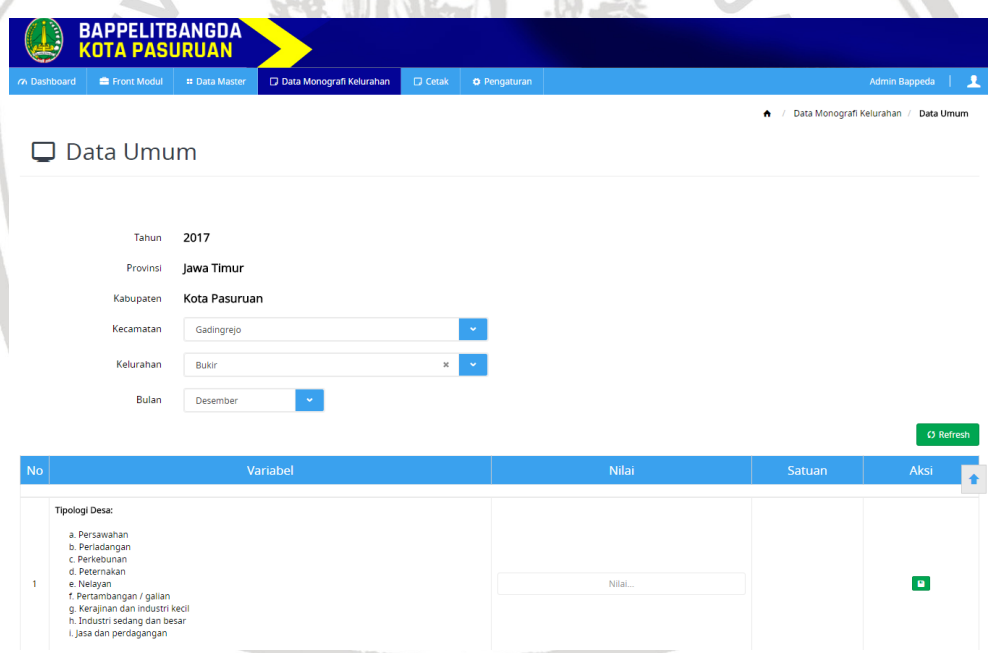 BAPPELITBANGDA
KOTA PASURUAN
Dashboard Front Modul Data Master Data Monografi Kelurahan Cetak Pengaturan Admin Bappeda |
/ Data Monografi Kelurahan / Data Umum
Data Umum
Tahun 2017
Provinsi Jawa Timur
Kabupaten Kota Pasuruan
Kecamatan Gadingrejo
Kelurahan Bukir ×
Bulan Desember
Refresh
No Variabel Nilai Satuan Aksi
Tipologi Desa:
a. Persawahan
b. Perladangan
c. Perkebunan
d. Peternakan
1 e. Nelayan Nilai...
f. Pertambangan / galian
g. Kerajinan dan industri kecil
h. Industri sedang dan besar
i. Jasa dan perdagangan